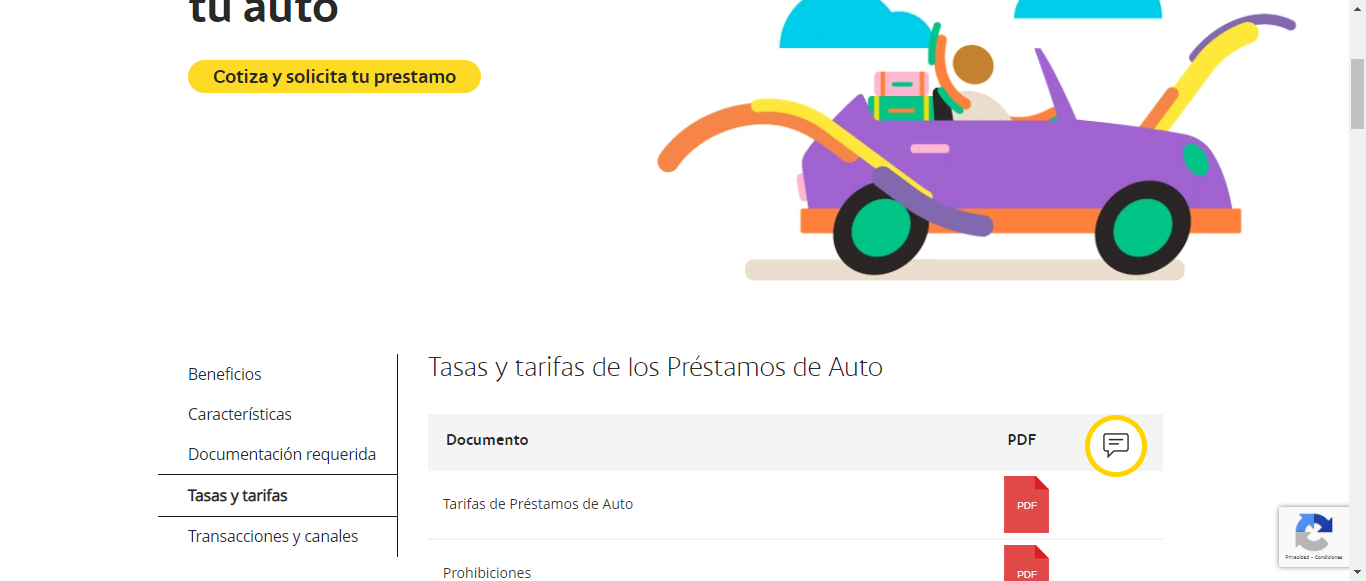 tu auto
Cotiza y solicita tu prestamo
Beneficios
Características
Documentación requerida
Tasas y tarifas
Transacciones y canales
Tasas y tarifas de los Préstamos de Auto
Documento PDF
Tarifas de Préstamos de Auto PDF
Prohibiciones PDF
Privacidad - Condiciones